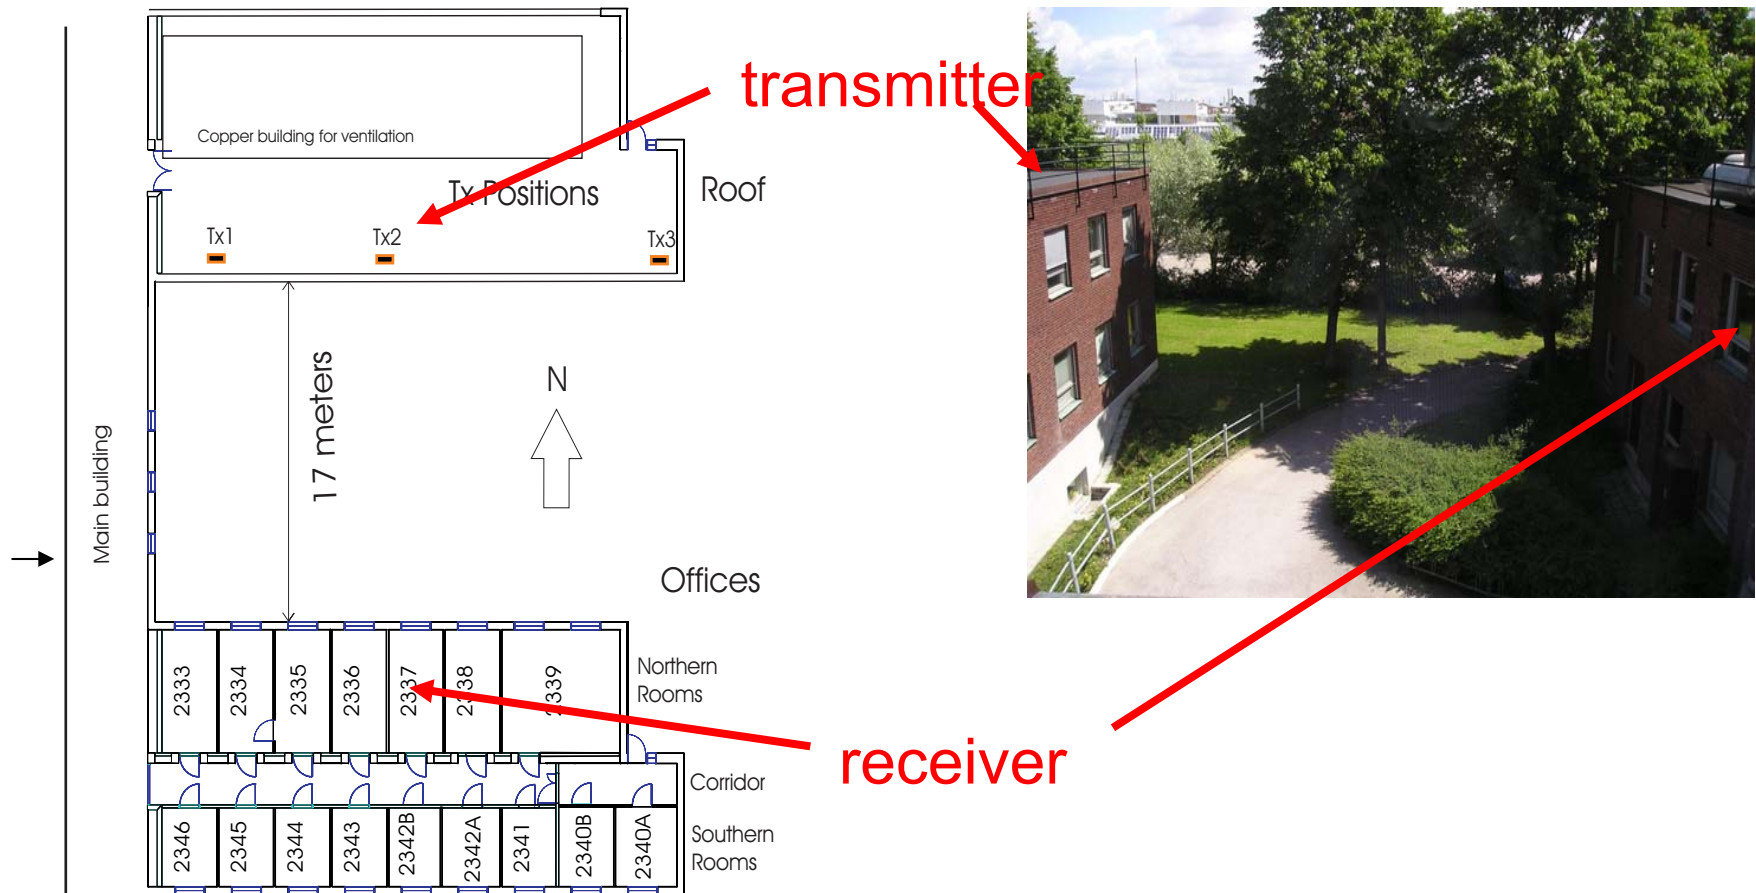 transmitter
Copper building for ventilation
Tx Positions
Roof
Tx1
Tx2
Tx3
17 meters
N
Main building
Offices
2333
2334
2335
2336
2337
2338
2339
Northern
Rooms
receiver
Corridor
2346
2345
2344
2343
2342B
2342A
2341
2340B
2340A
Southern
Rooms